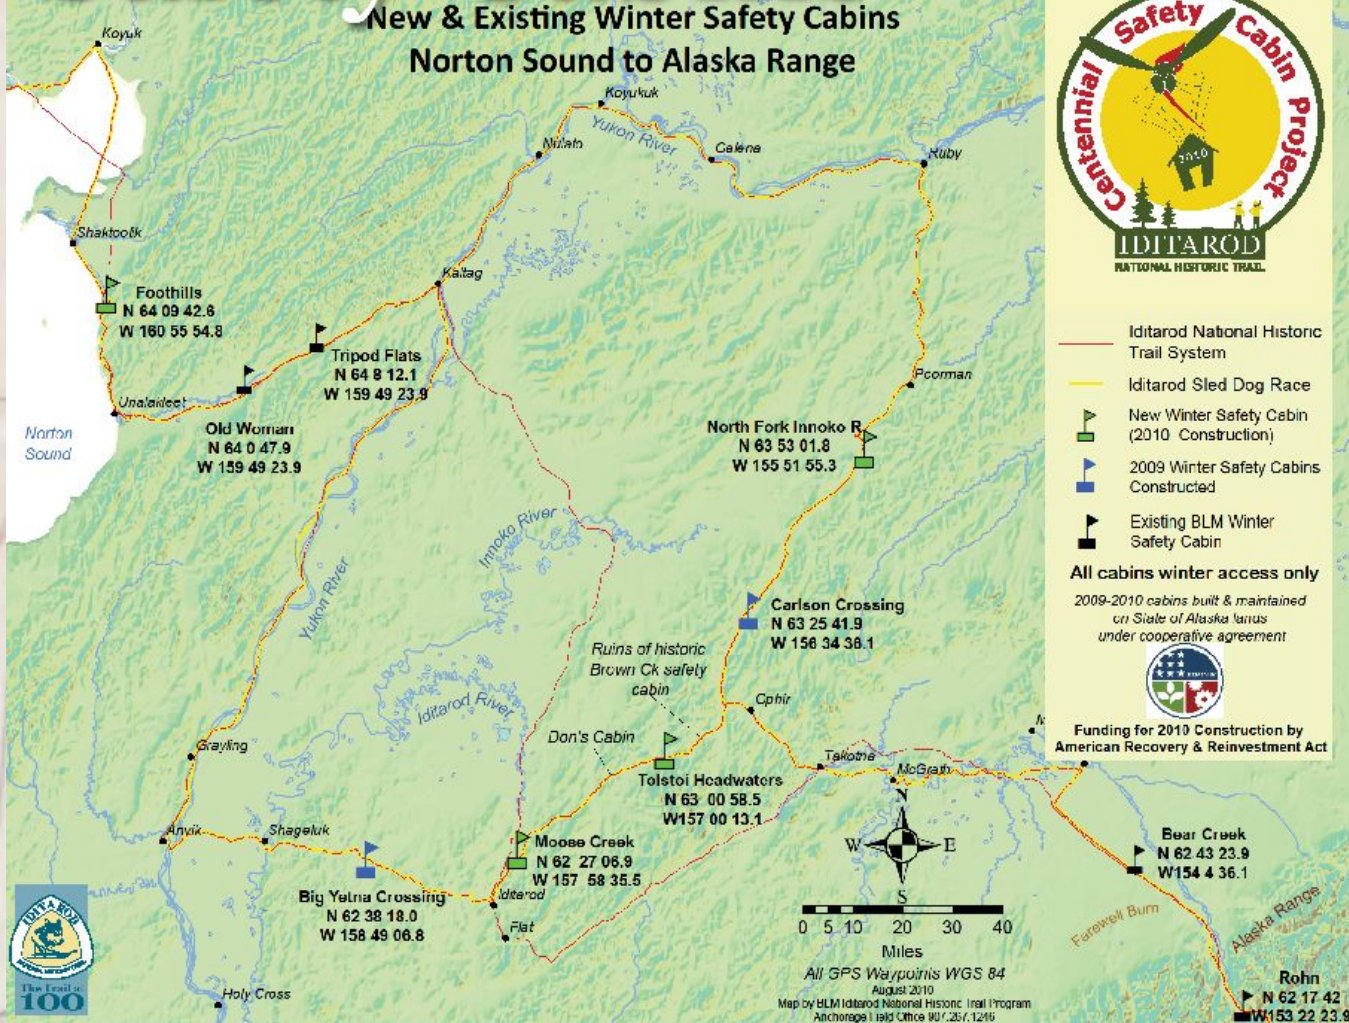 New & Existing Winter Safety Cabins
Norton Sound to Alaska Range
Koyuk
Koyukuk
Yukon River
Nulato
Galena
Ruby
Shaktoolik
Kaltag
Foothills
N 64 09 42.6
W 160 55 54.8
Tripod Flats
N 64 8 12.1
W 159 49 23.9
Unalakleet
Norton
Sound
Old Woman
N 64 0 47.9
W 159 49 23.9
Poorman
North Fork Innoko R
N 63 53 01.8
W 155 51 55.3
Innoko River
Yukon River
Carlson Crossing
N 63 25 41.9
W 156 34 36.1
Ruins of historic
Brown Ck safety
cabin
Iditarod River
Ophir
Don's Cabin
Grayling
Tolstoi Headwaters
N 63 00 58.5
W157 00 13.1
Takotna
McGrath
M
Anvik
Shageluk
Moose Creek
N 62 27 06.9
W 157 58 35.5
Big Yetna Crossing
N 62 38 18.0
W 158 49 06.8
Iditarod
Flat
Holy Cross
Bear Creek
N 62 43 23.9
W154 4 36.1
Farewell Burn
Alaska Range
Rohn
N 62 17 42
W153 22 23.9
N
W E
S
0 5 10 20 30 40
Miles
All GPS Waypoints WGS 84
August 2010
Map by BLM Iditarod National Historic Trail Program
Anchorage Field Office 907.267.1246
Centennial Safety Cabin Project
2010
IDITAROD
NATIONAL HISTORIC TRAIL
Iditarod National Historic
Trail System
Iditarod Sled Dog Race
New Winter Safety Cabin
(2010 Construction)
2009 Winter Safety Cabins
Constructed
Existing BLM Winter
Safety Cabin
All cabins winter access only
2009-2010 cabins built & maintained
on State of Alaska lands
under cooperative agreement
Funding for 2010 Construction by
American Recovery & Reinvestment Act
IDITAROD
The Trail at
100